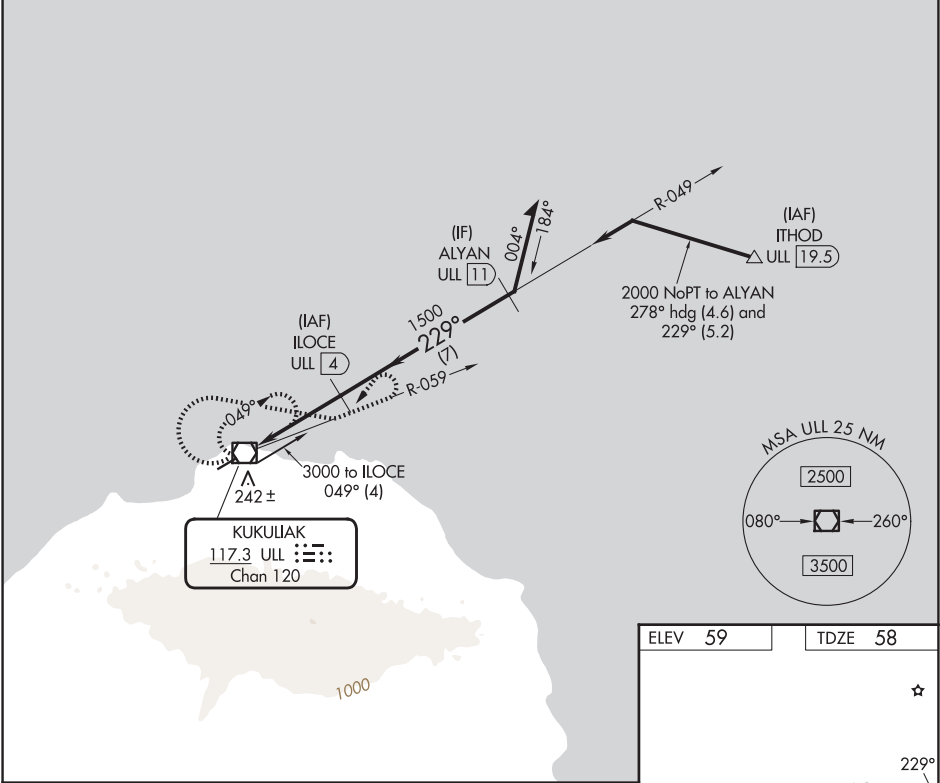 R-049
(IAF)
ITHOD
ULL 19.5
004°
184°
(IF)
ALYAN
ULL 11
2000 NoPT to ALYAN
278° hdg (4.6) and
229° (5.2)
1500
229°
(7)
(IAF)
ILOCE
ULL 4
R-059
049°
3000 to ILOCE
049° (4)
242 ±
KUKULIAK
117.3 ULL
Chan 120
MSA ULL 25 NM
2500
080° 260°
3500
1000
ELEV 59 TDZE 58
229°